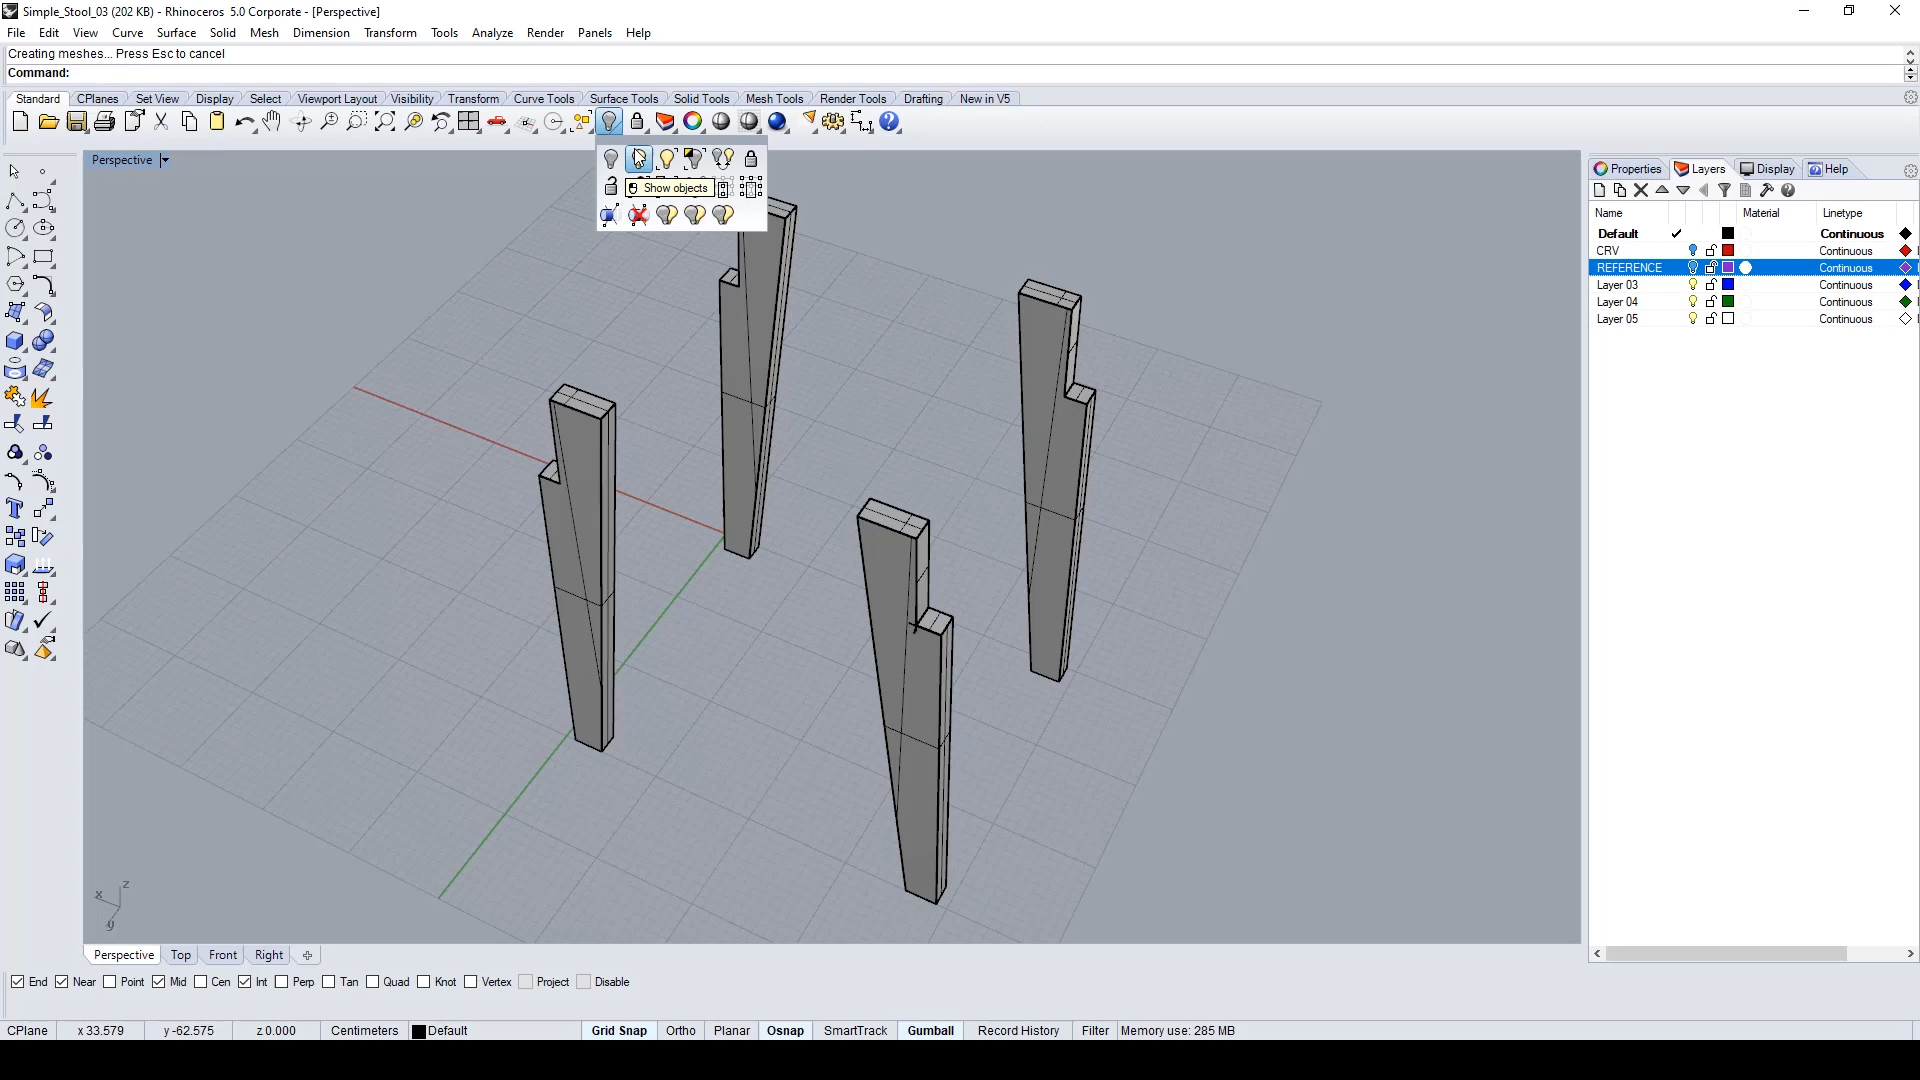 Simple_Stool_03 (202 KB) - Rhinoceros 5.0 Corporate - [Perspective]
File Edit View Curve Surface Solid Mesh Dimension Transform Tools Analyze Render Panels Help
Creating meshes... Press Esc to cancel
Command:
Standard CPlanes Set View Display Select Viewport Layout Visibility Transform Curve Tools Surface Tools Solid Tools Mesh Tools Render Tools Drafting New in V5
Perspective
Show objects
Properties Layers Display Help
Name Material Linetype
Default Continuous
CRV Continuous
REFERENCE Continuous
Layer 03 Continuous
Layer 04 Continuous
Layer 05 Continuous
z
x
y
Perspective Top Front Right
End Near Point Mid Cen Int Perp Tan Quad Knot Vertex Project Disable
CPlane x 33.579 y -62.575 z 0.000 Centimeters Default Grid Snap Ortho Planar Osnap SmartTrack Gumball Record History Filter Memory use: 285 MB